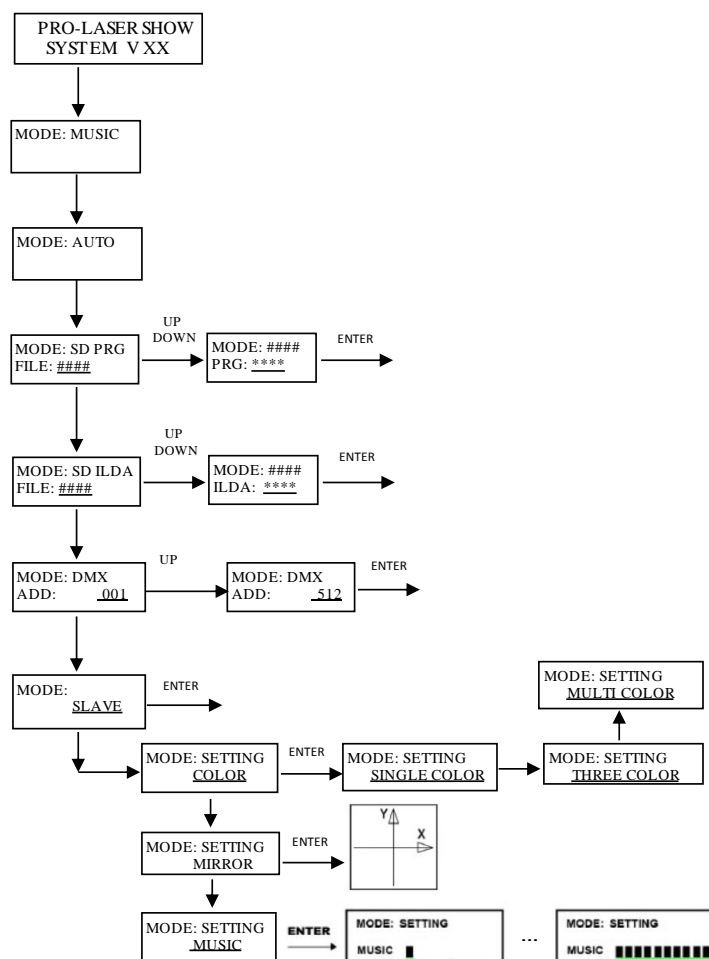 PRO-LASER SHOW
SYSTEM V XX
MODE: MUSIC
MODE: AUTO
MODE: SD PRG
FILE: ####
UP
DOWN
MODE: ####
PRG: ****
ENTER
MODE: SD ILDA
FILE: ####
UP
DOWN
MODE: ####
ILDA: ****
ENTER
MODE: DMX
ADD: 001
UP
MODE: DMX
ADD: 512
ENTER
MODE:
SLAVE
ENTER
MODE: SETTING
MULTI COLOR
MODE: SETTING
COLOR
ENTER
MODE: SETTING
SINGLE COLOR
MODE: SETTING
THREE COLOR
MODE: SETTING
MIRROR
ENTER
Y
X
MODE: SETTING
MUSIC
ENTER
MODE: SETTING
MUSIC
...
MODE: SETTING
MUSIC